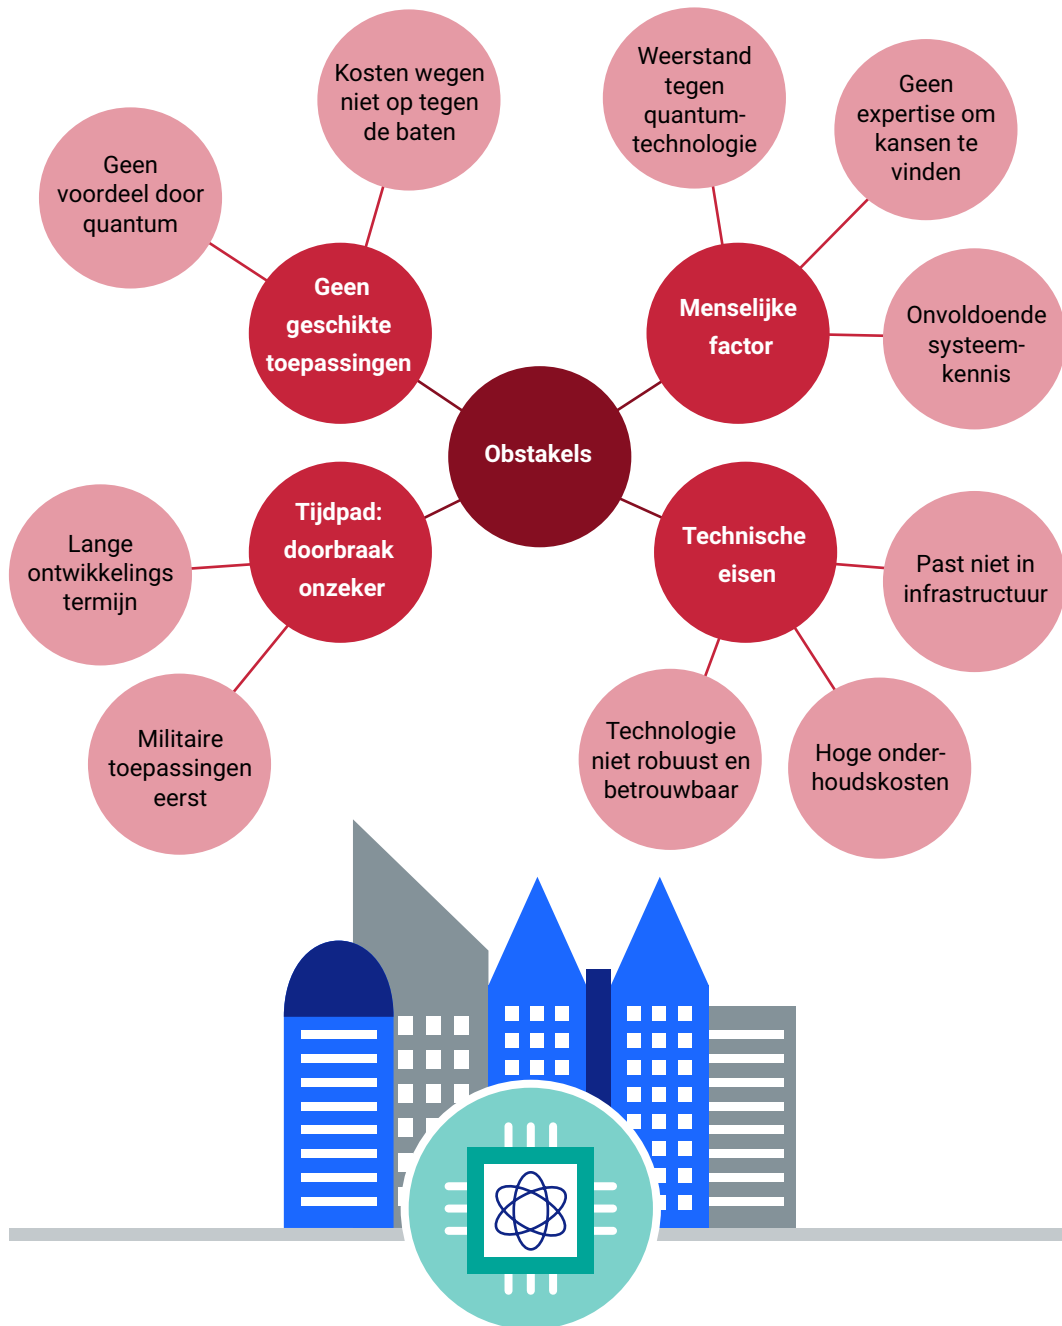 Kosten wegen
niet op tegen
de baten
Geen
voordeel door
quantum
Geen
geschikte
toepassingen
Weerstand
tegen
quantum-
technologie
Geen
expertise om
kansen te
vinden
Menselijke
factor
Onvoldoende
systeem-
kennis
Obstakels
Tijdpad:
doorbraak
onzeker
Lange
ontwikkelings
termijn
Militaire
toepassingen
eerst
Technische
eisen
Past niet in
infrastructuur
Technologie
niet robuust en
betrouwbaar
Hoge onder-
houdskosten